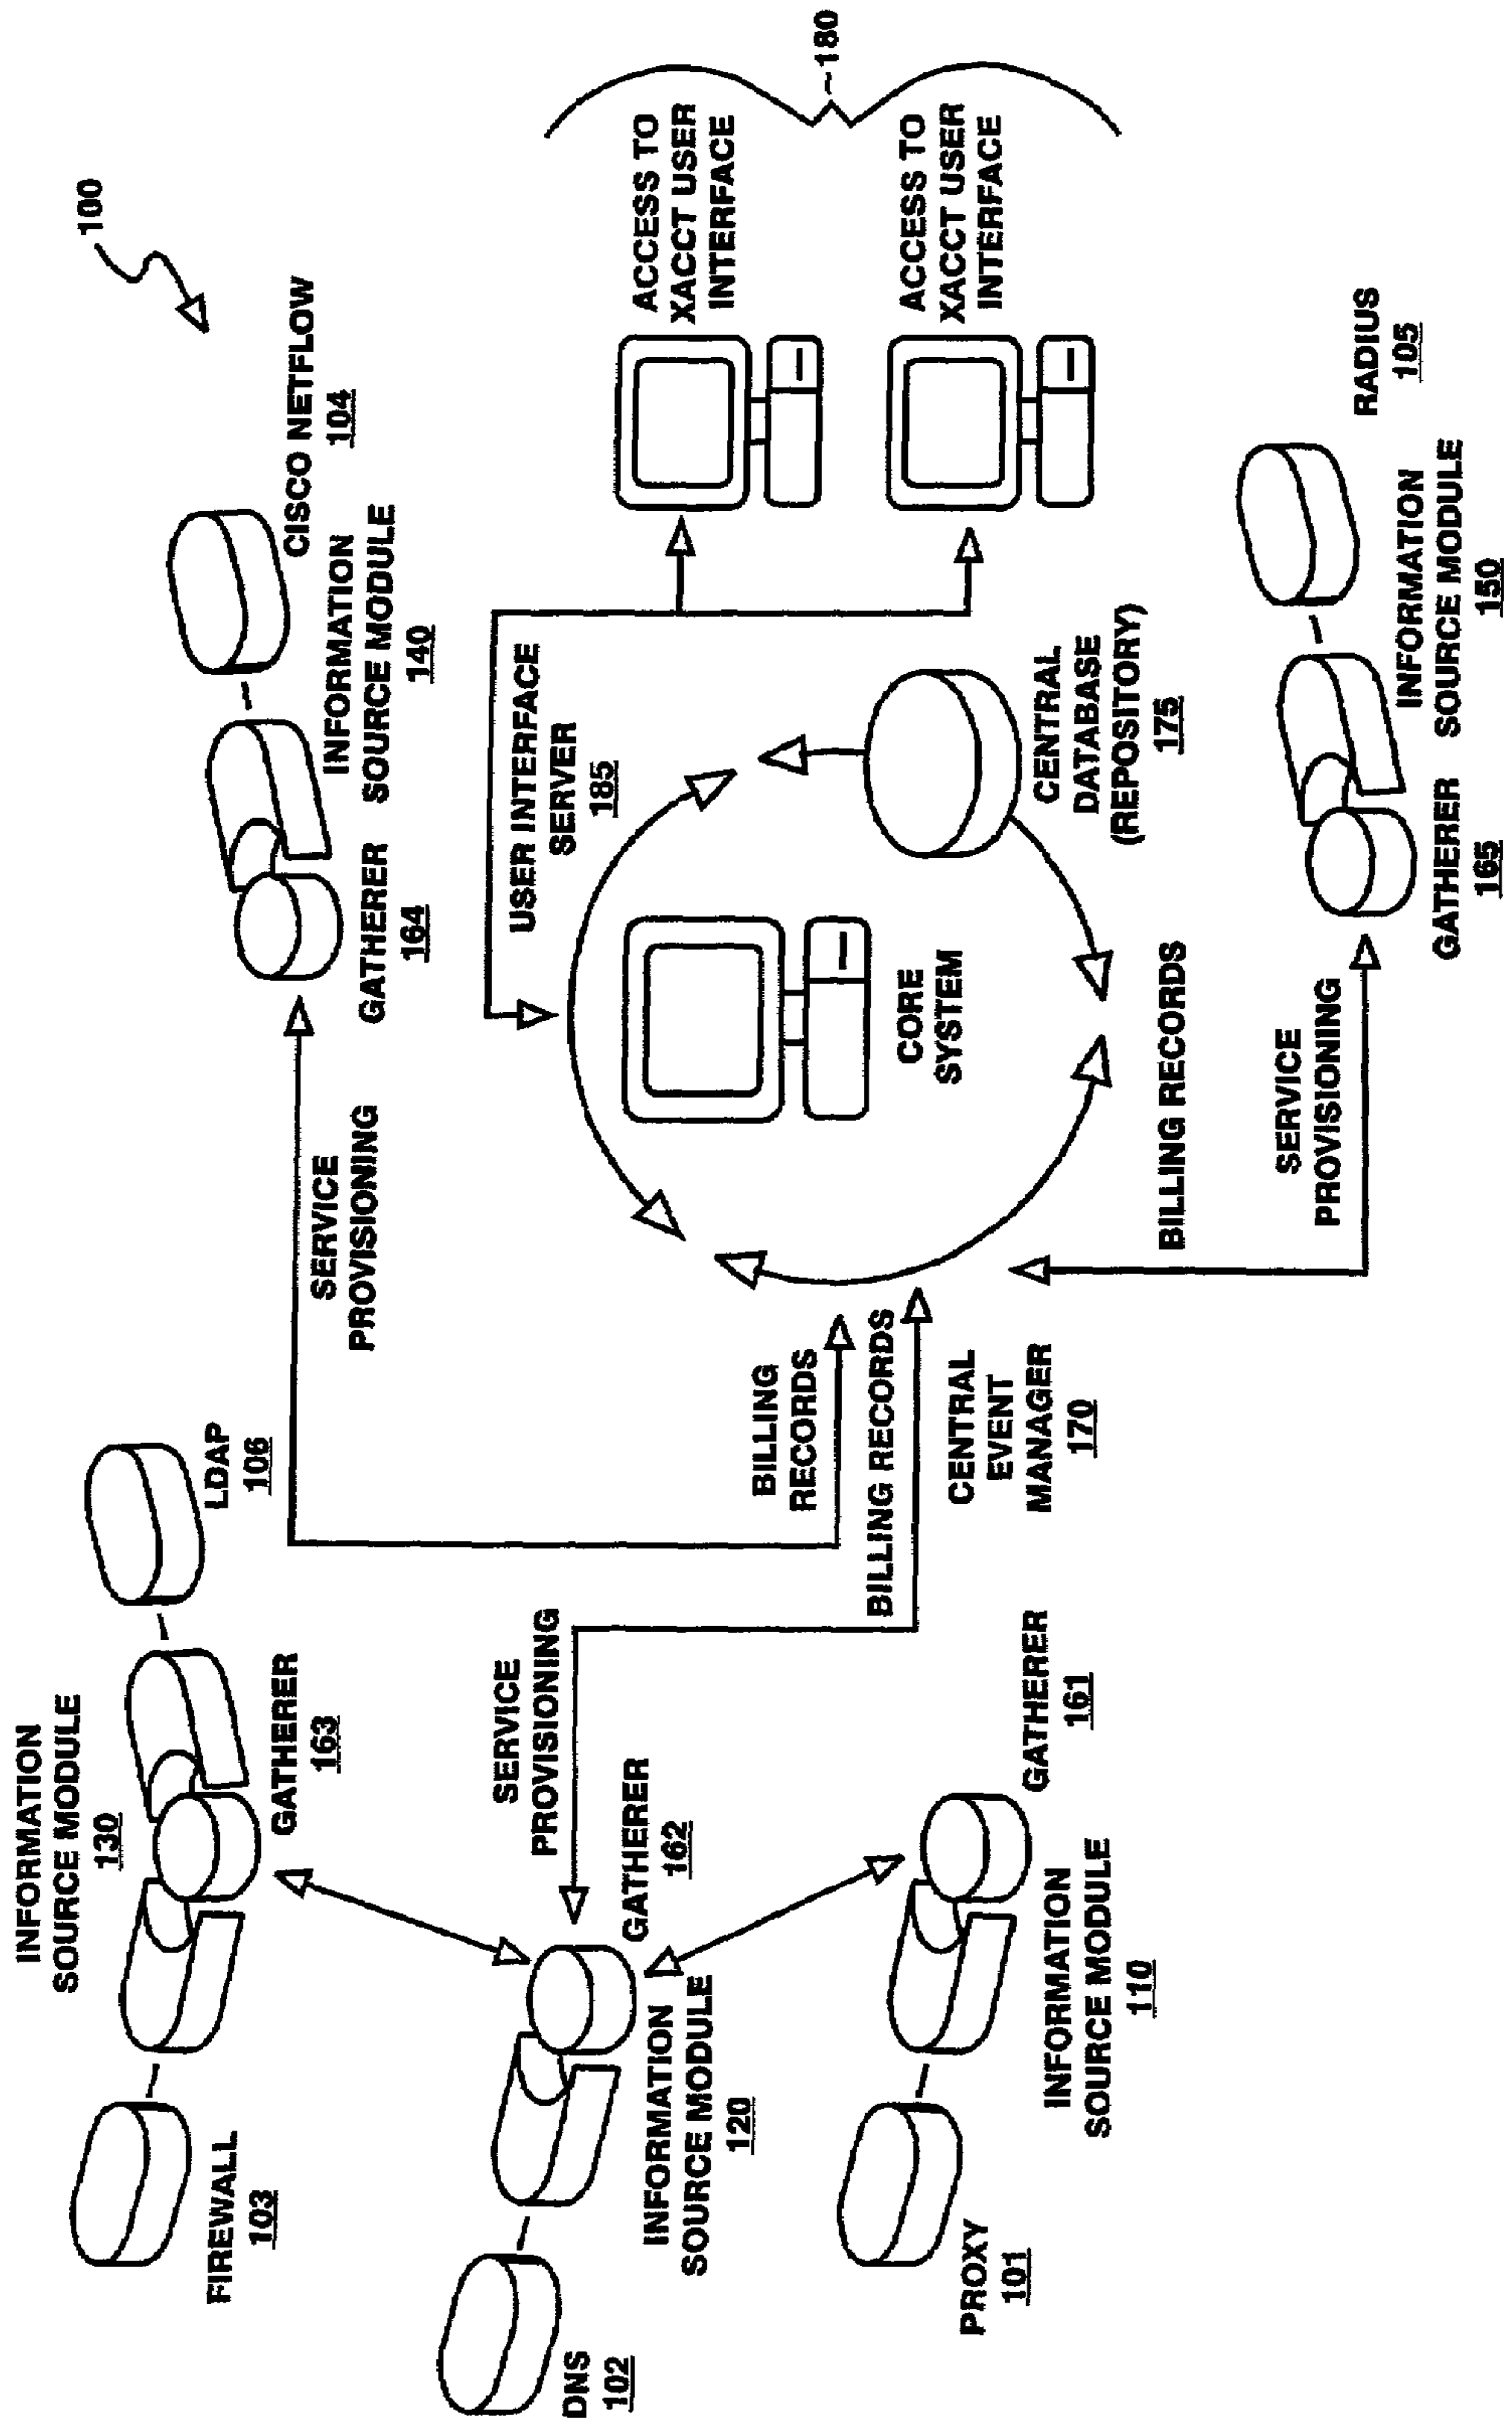 100
INFORMATION
SOURCE MODULE
130
LDAP
106
CISCO NETFLOW
104
FIREWALL
103
GATHERER
163
INFORMATION
SOURCE MODULE
140
GATHERER
164
SERVICE
PROVISIONING
DNS
102
INFORMATION
SOURCE MODULE
120
GATHERER
162
SERVICE
PROVISIONING
USER INTERFACE
SERVER
185
ACCESS TO
XACCT USER
INTERFACE
~180
ACCESS TO
XACCT USER
INTERFACE
BILLING
RECORDS
BILLING RECORDS
CORE
SYSTEM
CENTRAL
DATABASE
(REPOSITORY)
175
CENTRAL
EVENT
MANAGER
170
PROXY
101
INFORMATION
SOURCE MODULE
110
GATHERER
161
BILLING RECORDS
SERVICE
PROVISIONING
RADIUS
105
INFORMATION
SOURCE MODULE
150
GATHERER
165